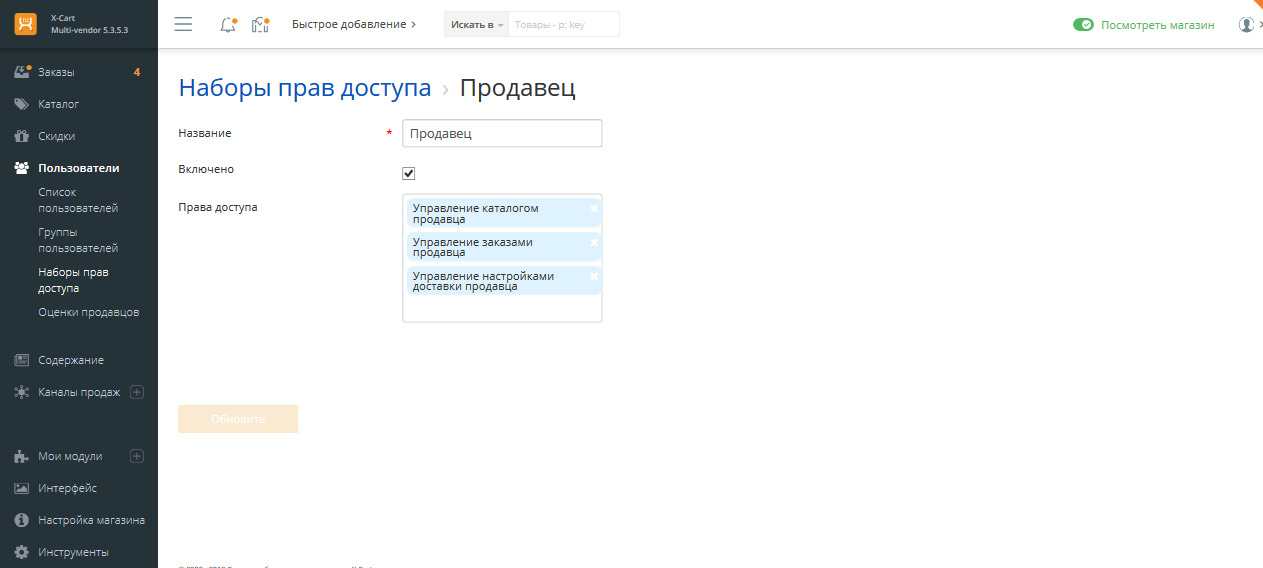 X-Cart
Multi-vendor 5.3.5.3
Быстрое добавление
Искать в
Товары - р: key
Посмотреть магазин
Заказы
4
Каталог
Скидки
Пользователи
Список
пользователей
Группы
пользователей
Наборы прав
доступа
Оценки продавцов
Содержание
Каналы продаж
Мои модули
Интерфейс
Настройка магазина
Инструменты
Наборы прав доступа › Продавец
Название
*
Продавец
Включено
Права доступа
Управление каталогом
продавца
Управление заказами
продавца
Управление настройками
доставки продавца
Обновить